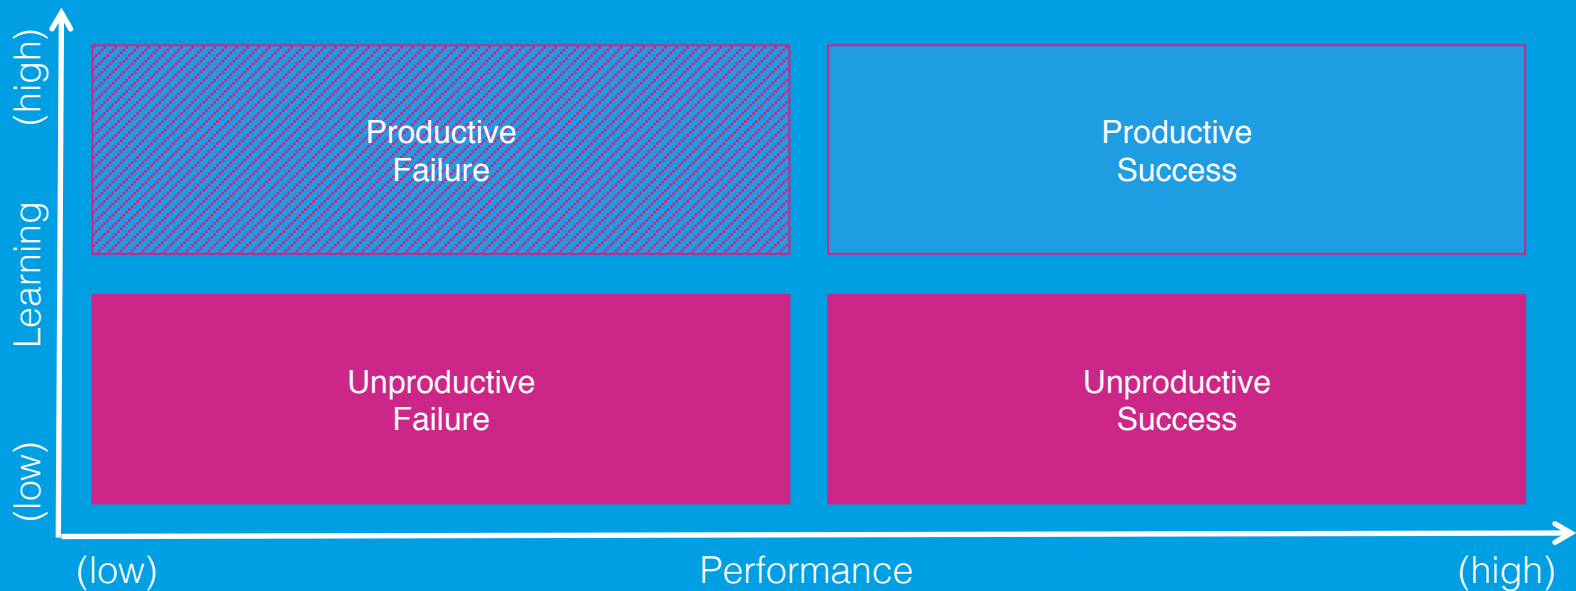 (high)
Learning
(low)
Productive
Failure
Productive
Success
Unproductive
Failure
Unproductive
Success
(low)
Performance
(high)